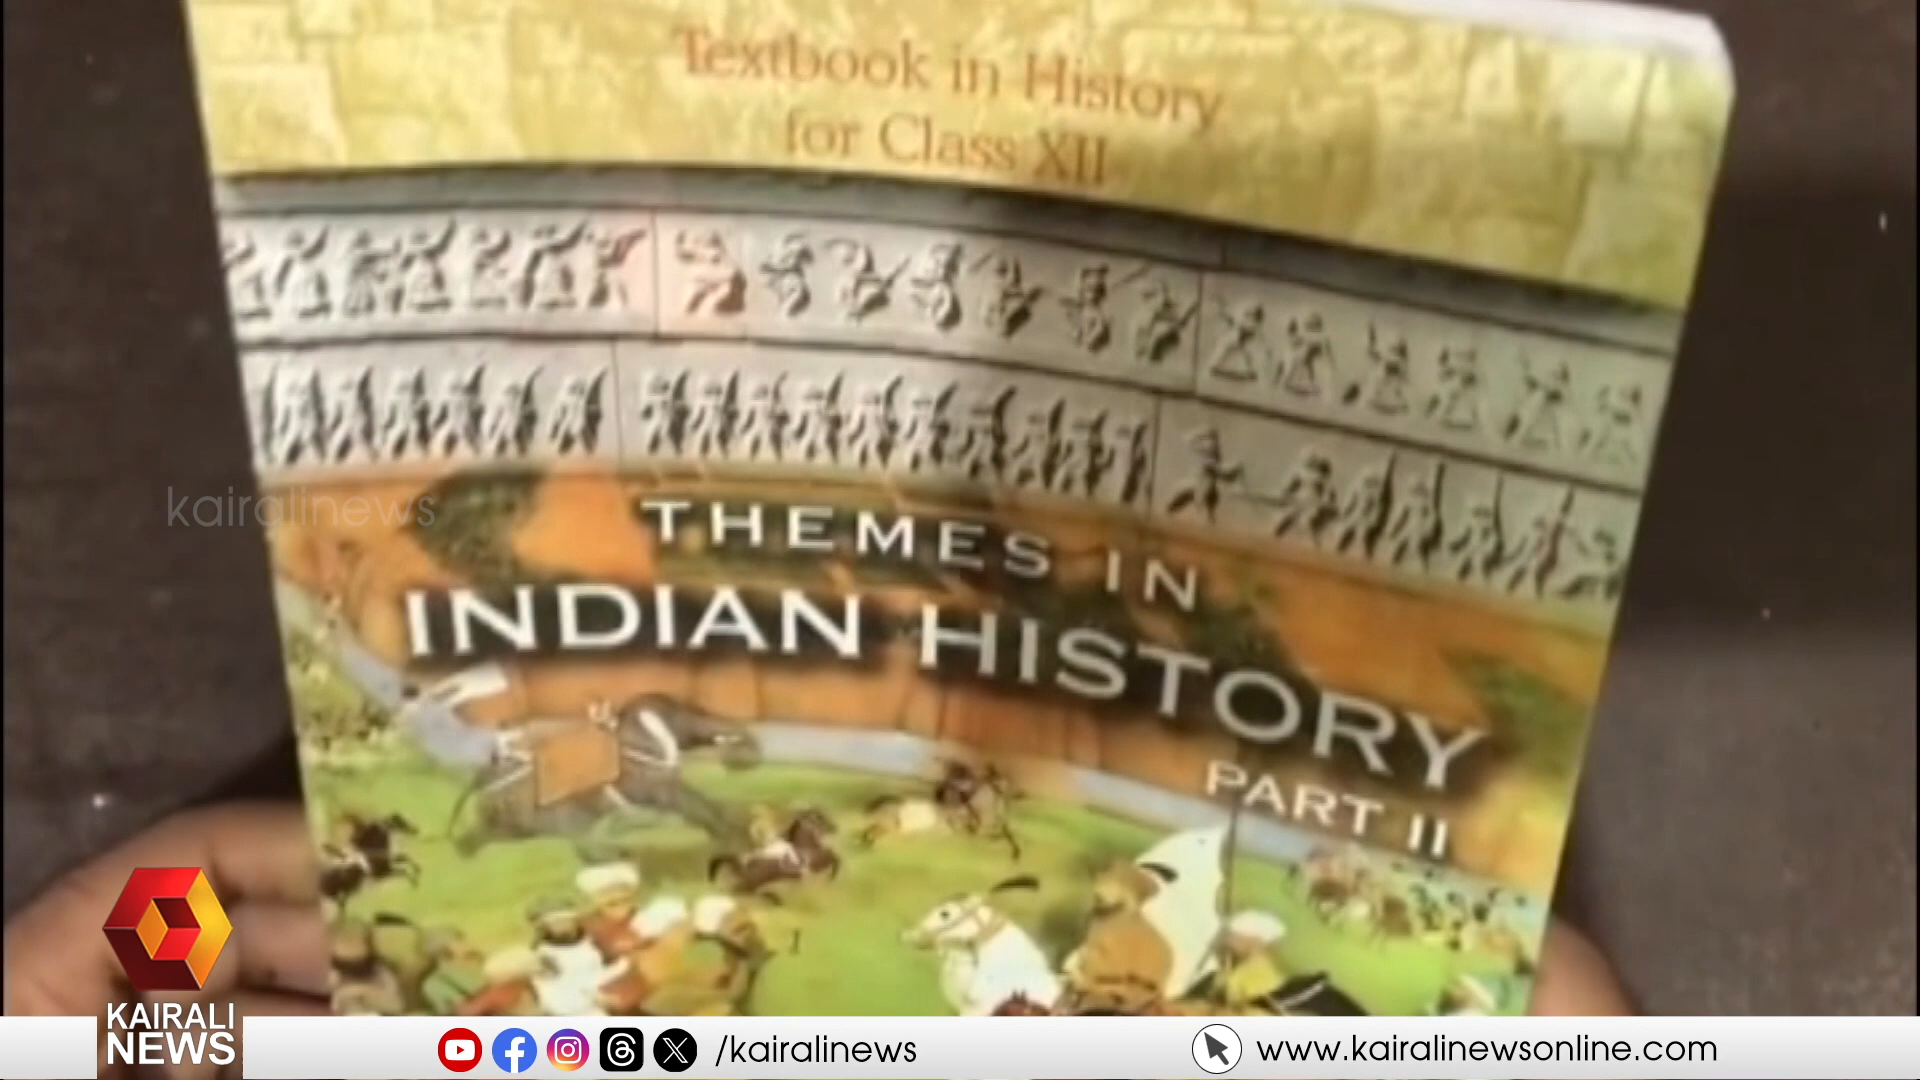 Textbook in History
for Class XII
THEMES IN
INDIAN HISTORY
PART II
kairalinews
KAIRALI
NEWS
/kairalinews
www.kairalinewsonline.com